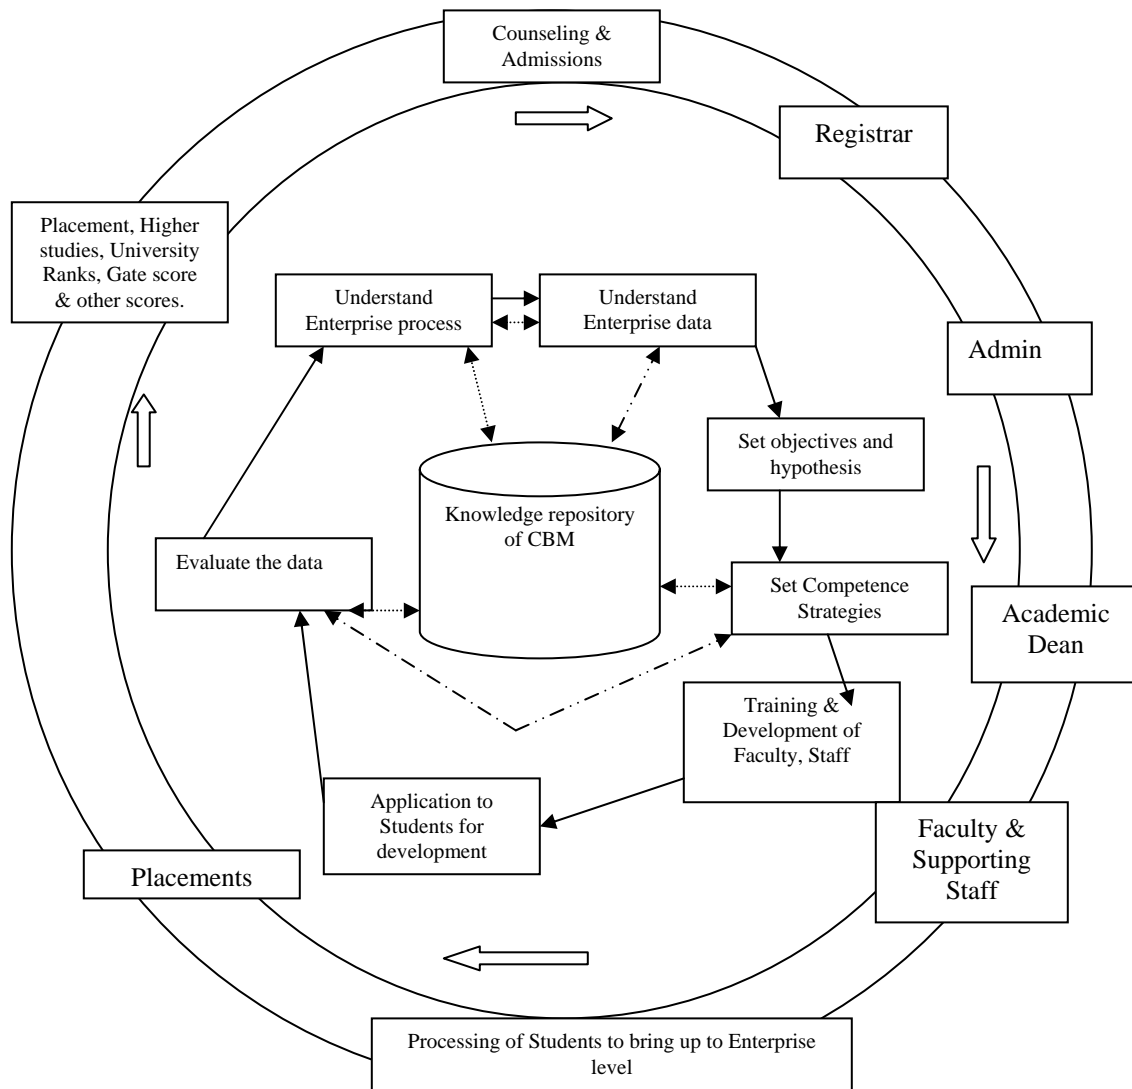 Counseling &
Admissions
Registrar
Placement, Higher
studies, University
Ranks, Gate score
& other scores.
Understand
Enterprise process
Understand
Enterprise data
Admin
Set objectives and
hypothesis
Knowledge repository
of CBM
Evaluate the data
Set Competence
Strategies
Academic
Dean
Training &
Development of
Faculty, Staff
Application to
Students for
development
Faculty &
Supporting
Staff
Placements
Processing of Students to bring up to Enterprise
level